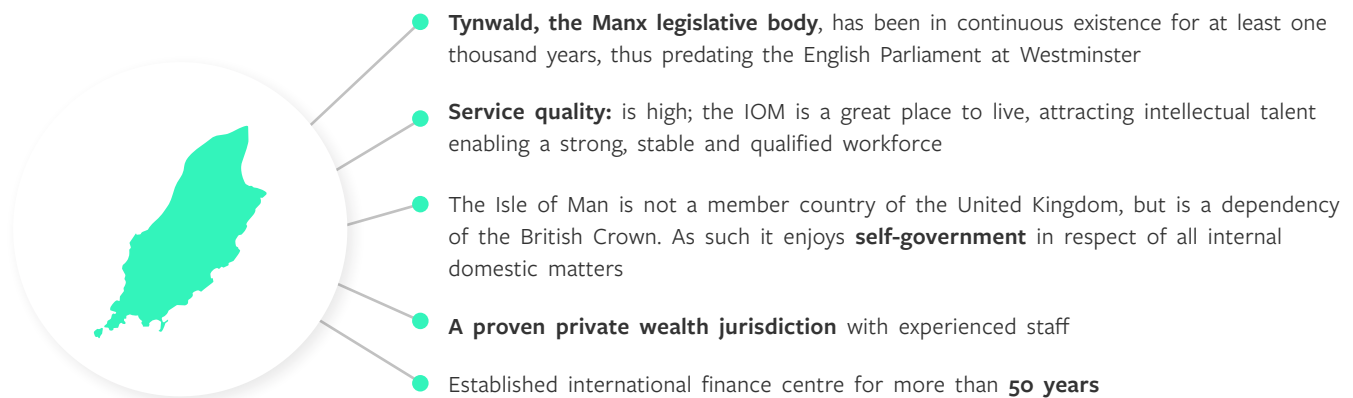 Tynwald, the Manx legislative body, has been in continuous existence for at least one
thousand years, thus predating the English Parliament at Westminster
Service quality: is high; the IOM is a great place to live, attracting intellectual talent
enabling a strong, stable and qualified workforce
The Isle of Man is not a member country of the United Kingdom, but is a dependency
of the British Crown. As such it enjoys self-government in respect of all internal
domestic matters
A proven private wealth jurisdiction with experienced staff
Established international finance centre for more than 50 years